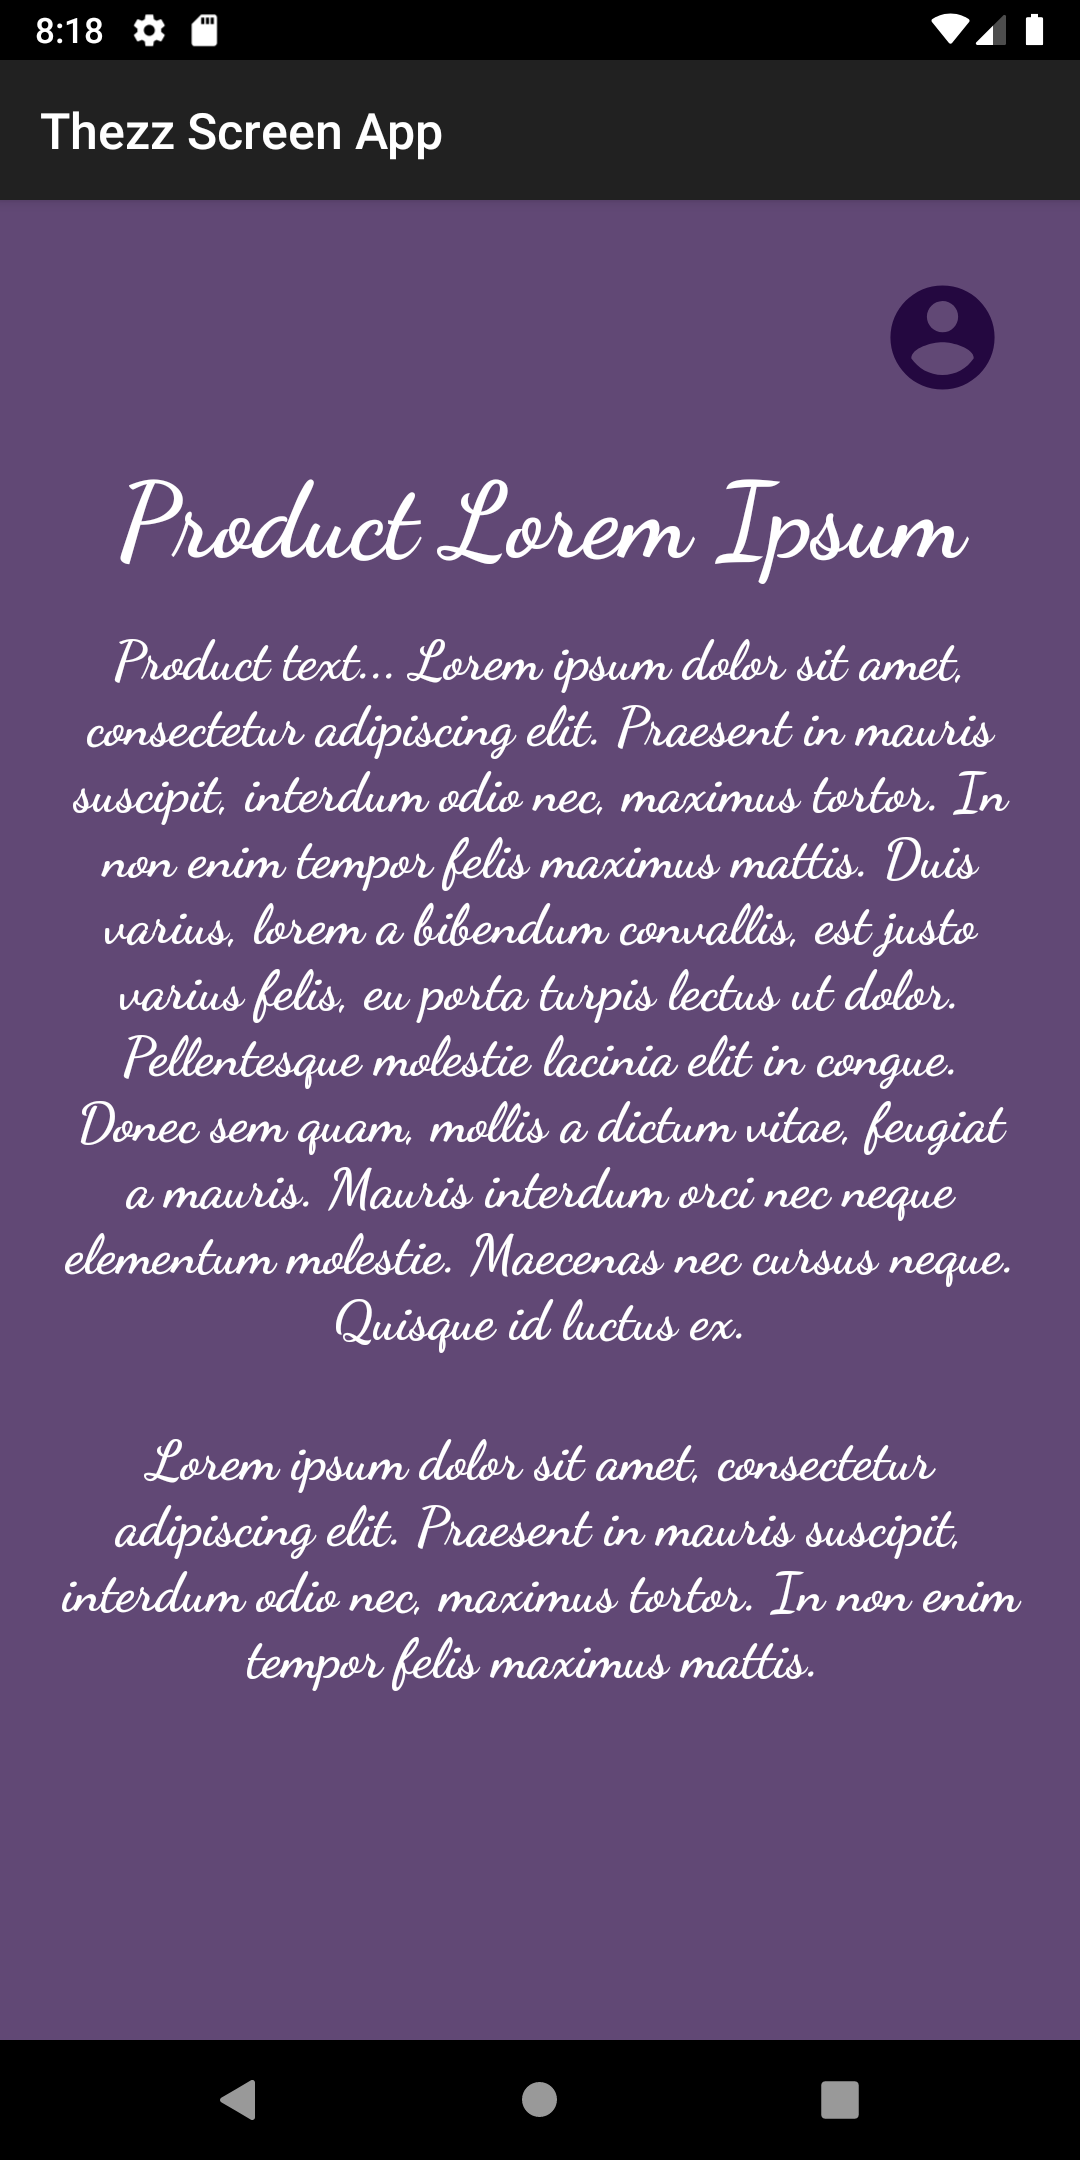 8:18
Thezz Screen App
Product Lorem Ipsum
Product text... Lorem ipsum dolor sit amet,
consectetur adipiscing elit. Praesent in mauris
suscipit, interdum odio nec, maximus tortor. In
non enim tempor felis maximus mattis. Duis
varius, lorem a bibendum convallis, est justo
varius felis, eu porta turpis lectus ut dolor.
Pellentesque molestie lacinia elit in congue.
Donec sem quam, mollis a dictum vitae, feugiat
a mauris. Mauris interdum orci nec neque
elementum molestie. Maecenas nec cursus neque.
Quisque id luctus ex.
Lorem ipsum dolor sit amet, consectetur
adipiscing elit. Praesent in mauris suscipit,
interdum odio nec, maximus tortor. In non enim
tempor felis maximus mattis.